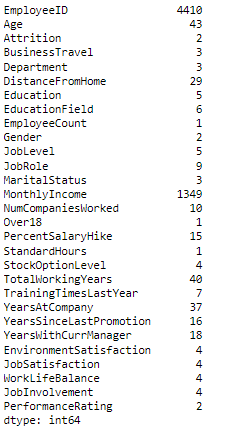 EmployeeID 4410
Age 43
Attrition 2
BusinessTravel 3
Department 3
DistanceFromHome 29
Education 5
EducationField 6
EmployeeCount 1
Gender 2
JobLevel 5
JobRole 9
MaritalStatus 3
MonthlyIncome 1349
NumCompaniesWorked 10
Over18 1
PercentSalaryHike 15
StandardHours 1
StockOptionLevel 4
TotalWorkingYears 40
TrainingTimesLastYear 7
YearsAtCompany 37
YearsSinceLastPromotion 16
YearsWithCurrManager 18
EnvironmentSatisfaction 4
JobSatisfaction 4
WorkLifeBalance 4
JobInvolvement 4
PerformanceRating 2
dtype: int64